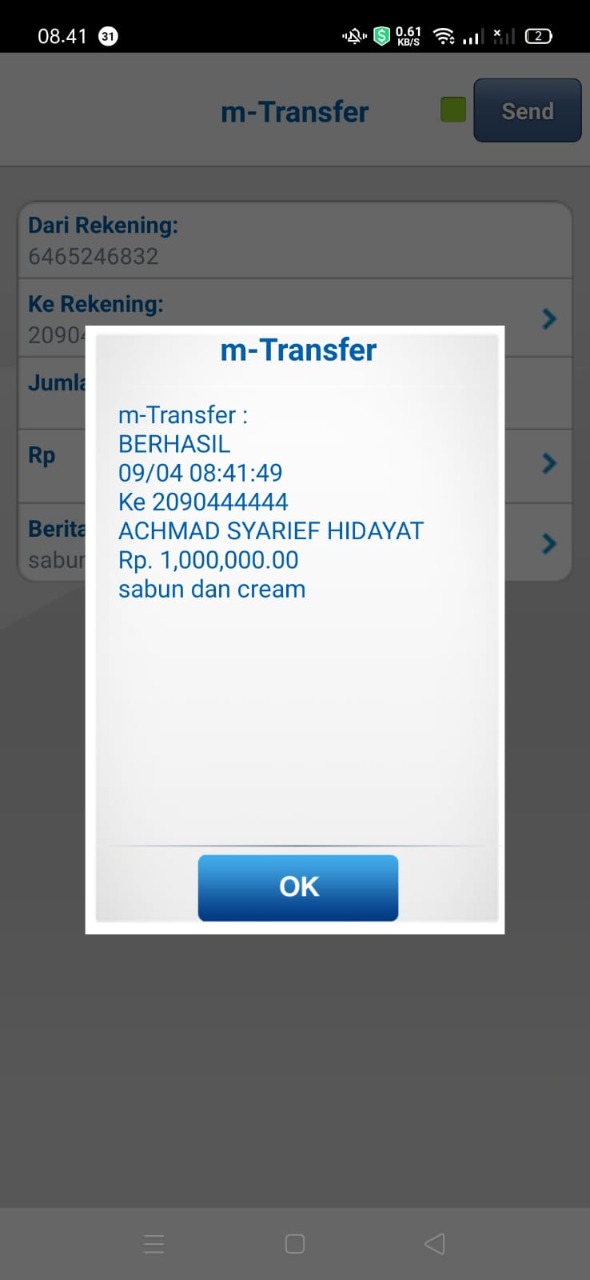 08.41 31 0.61 KB/S 2
m-Transfer Send
Dari Rekening:
6465246832
Ke Rekening:
2090
Jumla
Rp
Berita
sabun
m-Transfer
m-Transfer :
BERHASIL
09/04 08:41:49
Ke 2090444444
ACHMAD SYARIEF HIDAYAT
Rp. 1,000,000.00
sabun dan cream
OK